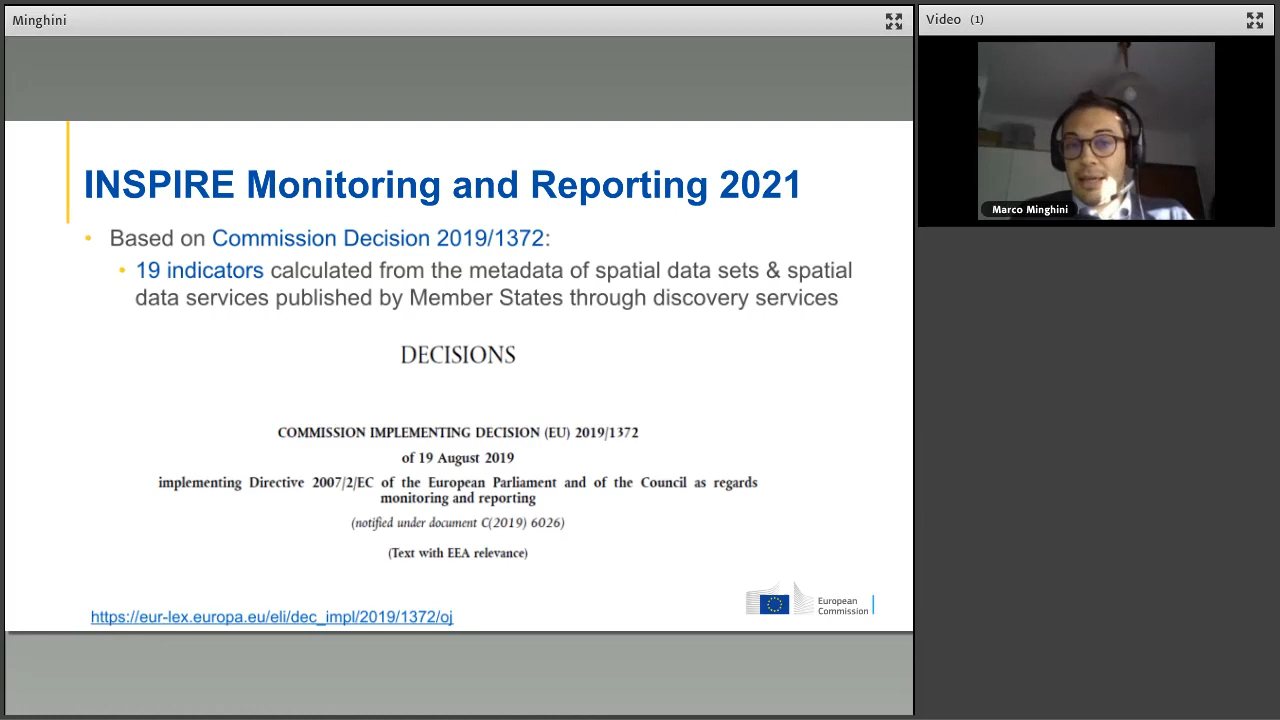 Minghini
Video (1)
Marco Minghini
INSPIRE Monitoring and Reporting 2021
• Based on Commission Decision 2019/1372:
• 19 indicators calculated from the metadata of spatial data sets & spatial
data services published by Member States through discovery services
DECISIONS
COMMISSION IMPLEMENTING DECISION (EU) 2019/1372
of 19 August 2019
implementing Directive 2007/2/EC of the European Parliament and of the Council as regards
monitoring and reporting
(notified under document C(2019) 6026)
(Text with EEA relevance)
https://eur-lex.europa.eu/eli/dec_impl/2019/1372/oj
European
Commission